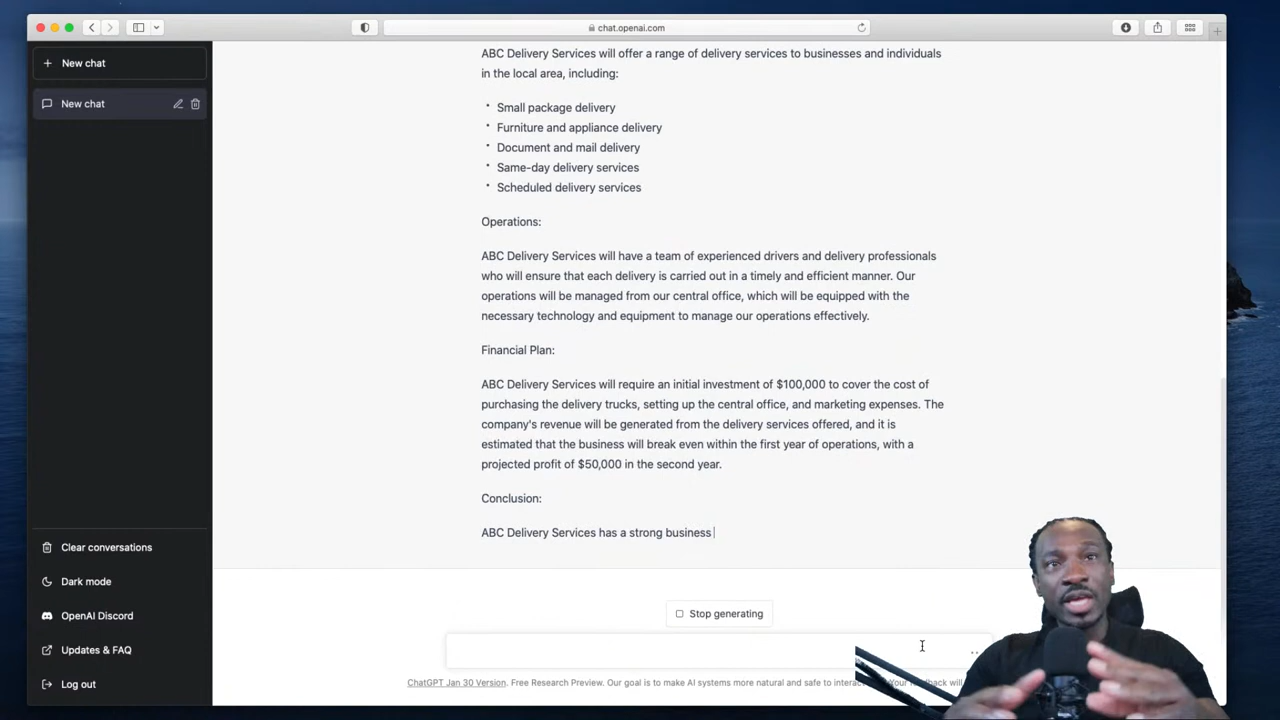 chat.openai.com
New chat
New chat
ABC Delivery Services will offer a range of delivery services to businesses and individuals
in the local area, including:
• Small package delivery
• Furniture and appliance delivery
• Document and mail delivery
• Same-day delivery services
• Scheduled delivery services
Operations:
ABC Delivery Services will have a team of experienced drivers and delivery professionals
who will ensure that each delivery is carried out in a timely and efficient manner. Our
operations will be managed from our central office, which will be equipped with the
necessary technology and equipment to manage our operations effectively.
Financial Plan:
ABC Delivery Services will require an initial investment of $100,000 to cover the cost of
purchasing the delivery trucks, setting up the central office, and marketing expenses. The
company's revenue will be generated from the delivery services offered, and it is
estimated that the business will break even within the first year of operations, with a
projected profit of $50,000 in the second year.
Conclusion:
ABC Delivery Services has a strong business
Clear conversations
Dark mode
OpenAI Discord
Updates & FAQ
Log out
Stop generating
ChatGPT Jan 30 Version. Free Research Preview. Our goal is to make AI systems more natural and safe to interac Your feedback will